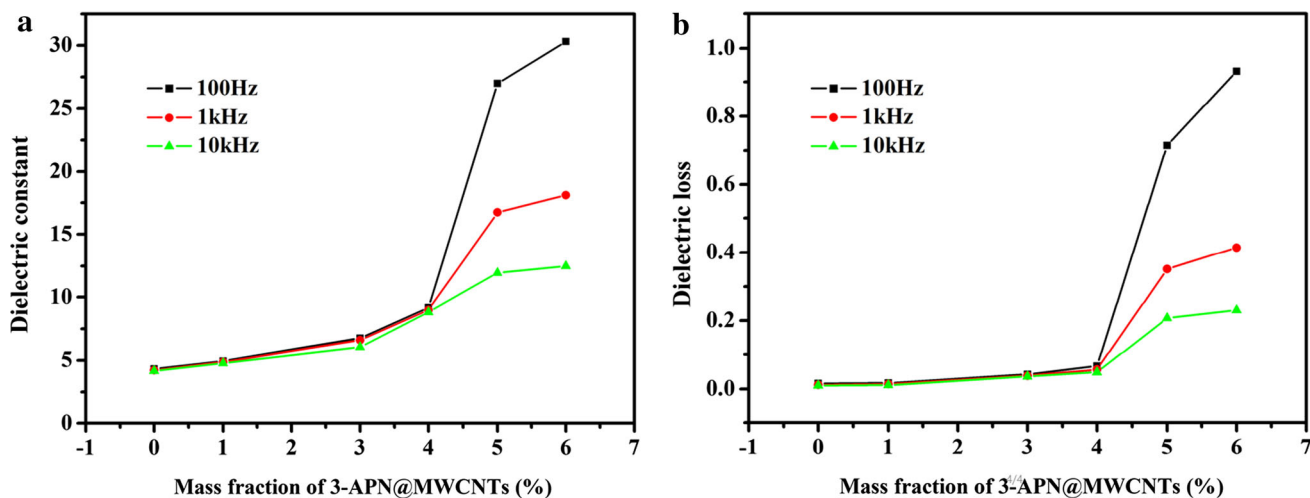 a
30
25
20
15
10
5
0
Dielectric constant
100Hz
1kHz
10kHz
-1 0 1 2 3 4 5 6 7
Mass fraction of 3-APN@MWCNTs (%)
b
1.0
0.8
0.6
0.4
0.2
0.0
Dielectric loss
100Hz
1kHz
10kHz
-1 0 1 2 3 4 5 6 7
Mass fraction of 3-APN@MWCNTs (%)
4/4